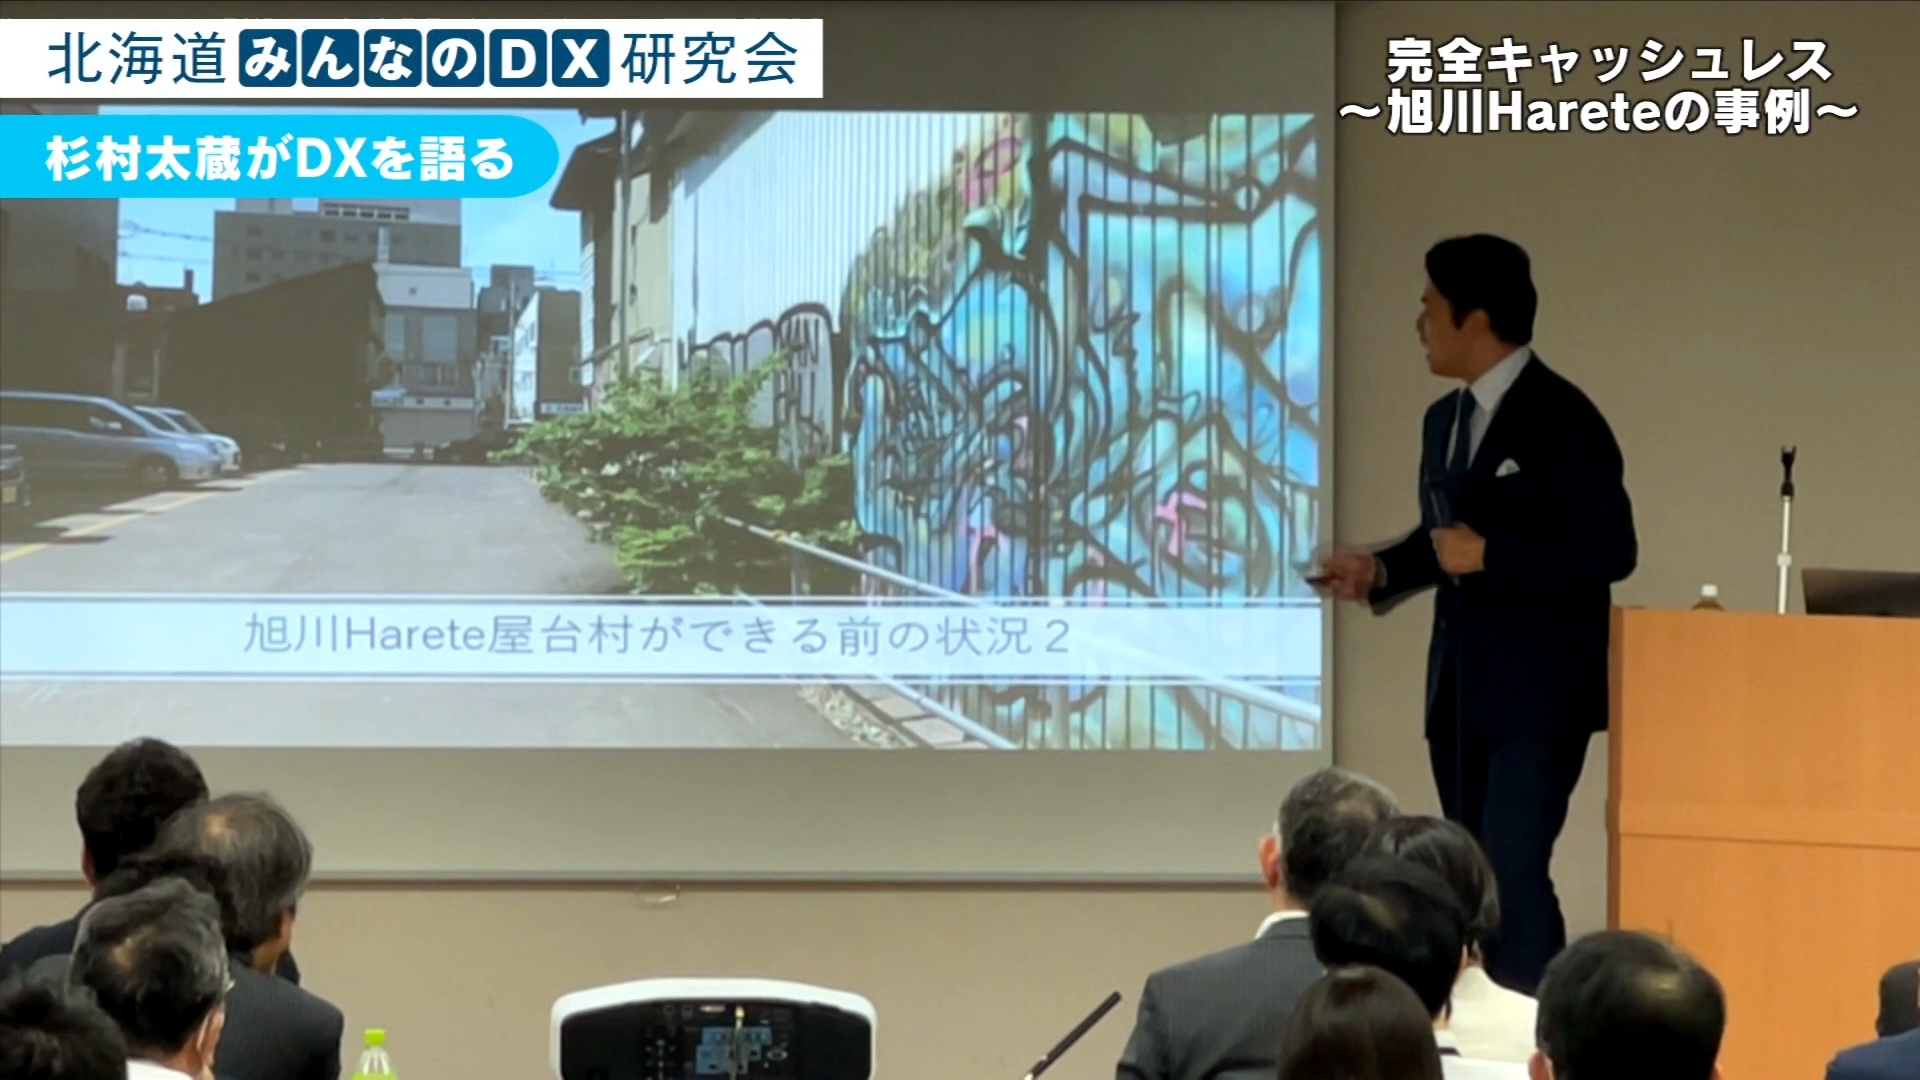 北海道みんなのDX研究会
杉村太蔵がDXを語る
完全キャッシュレス
～旭川Hareteの事例～
旭川Harete屋台村ができる前の状況２